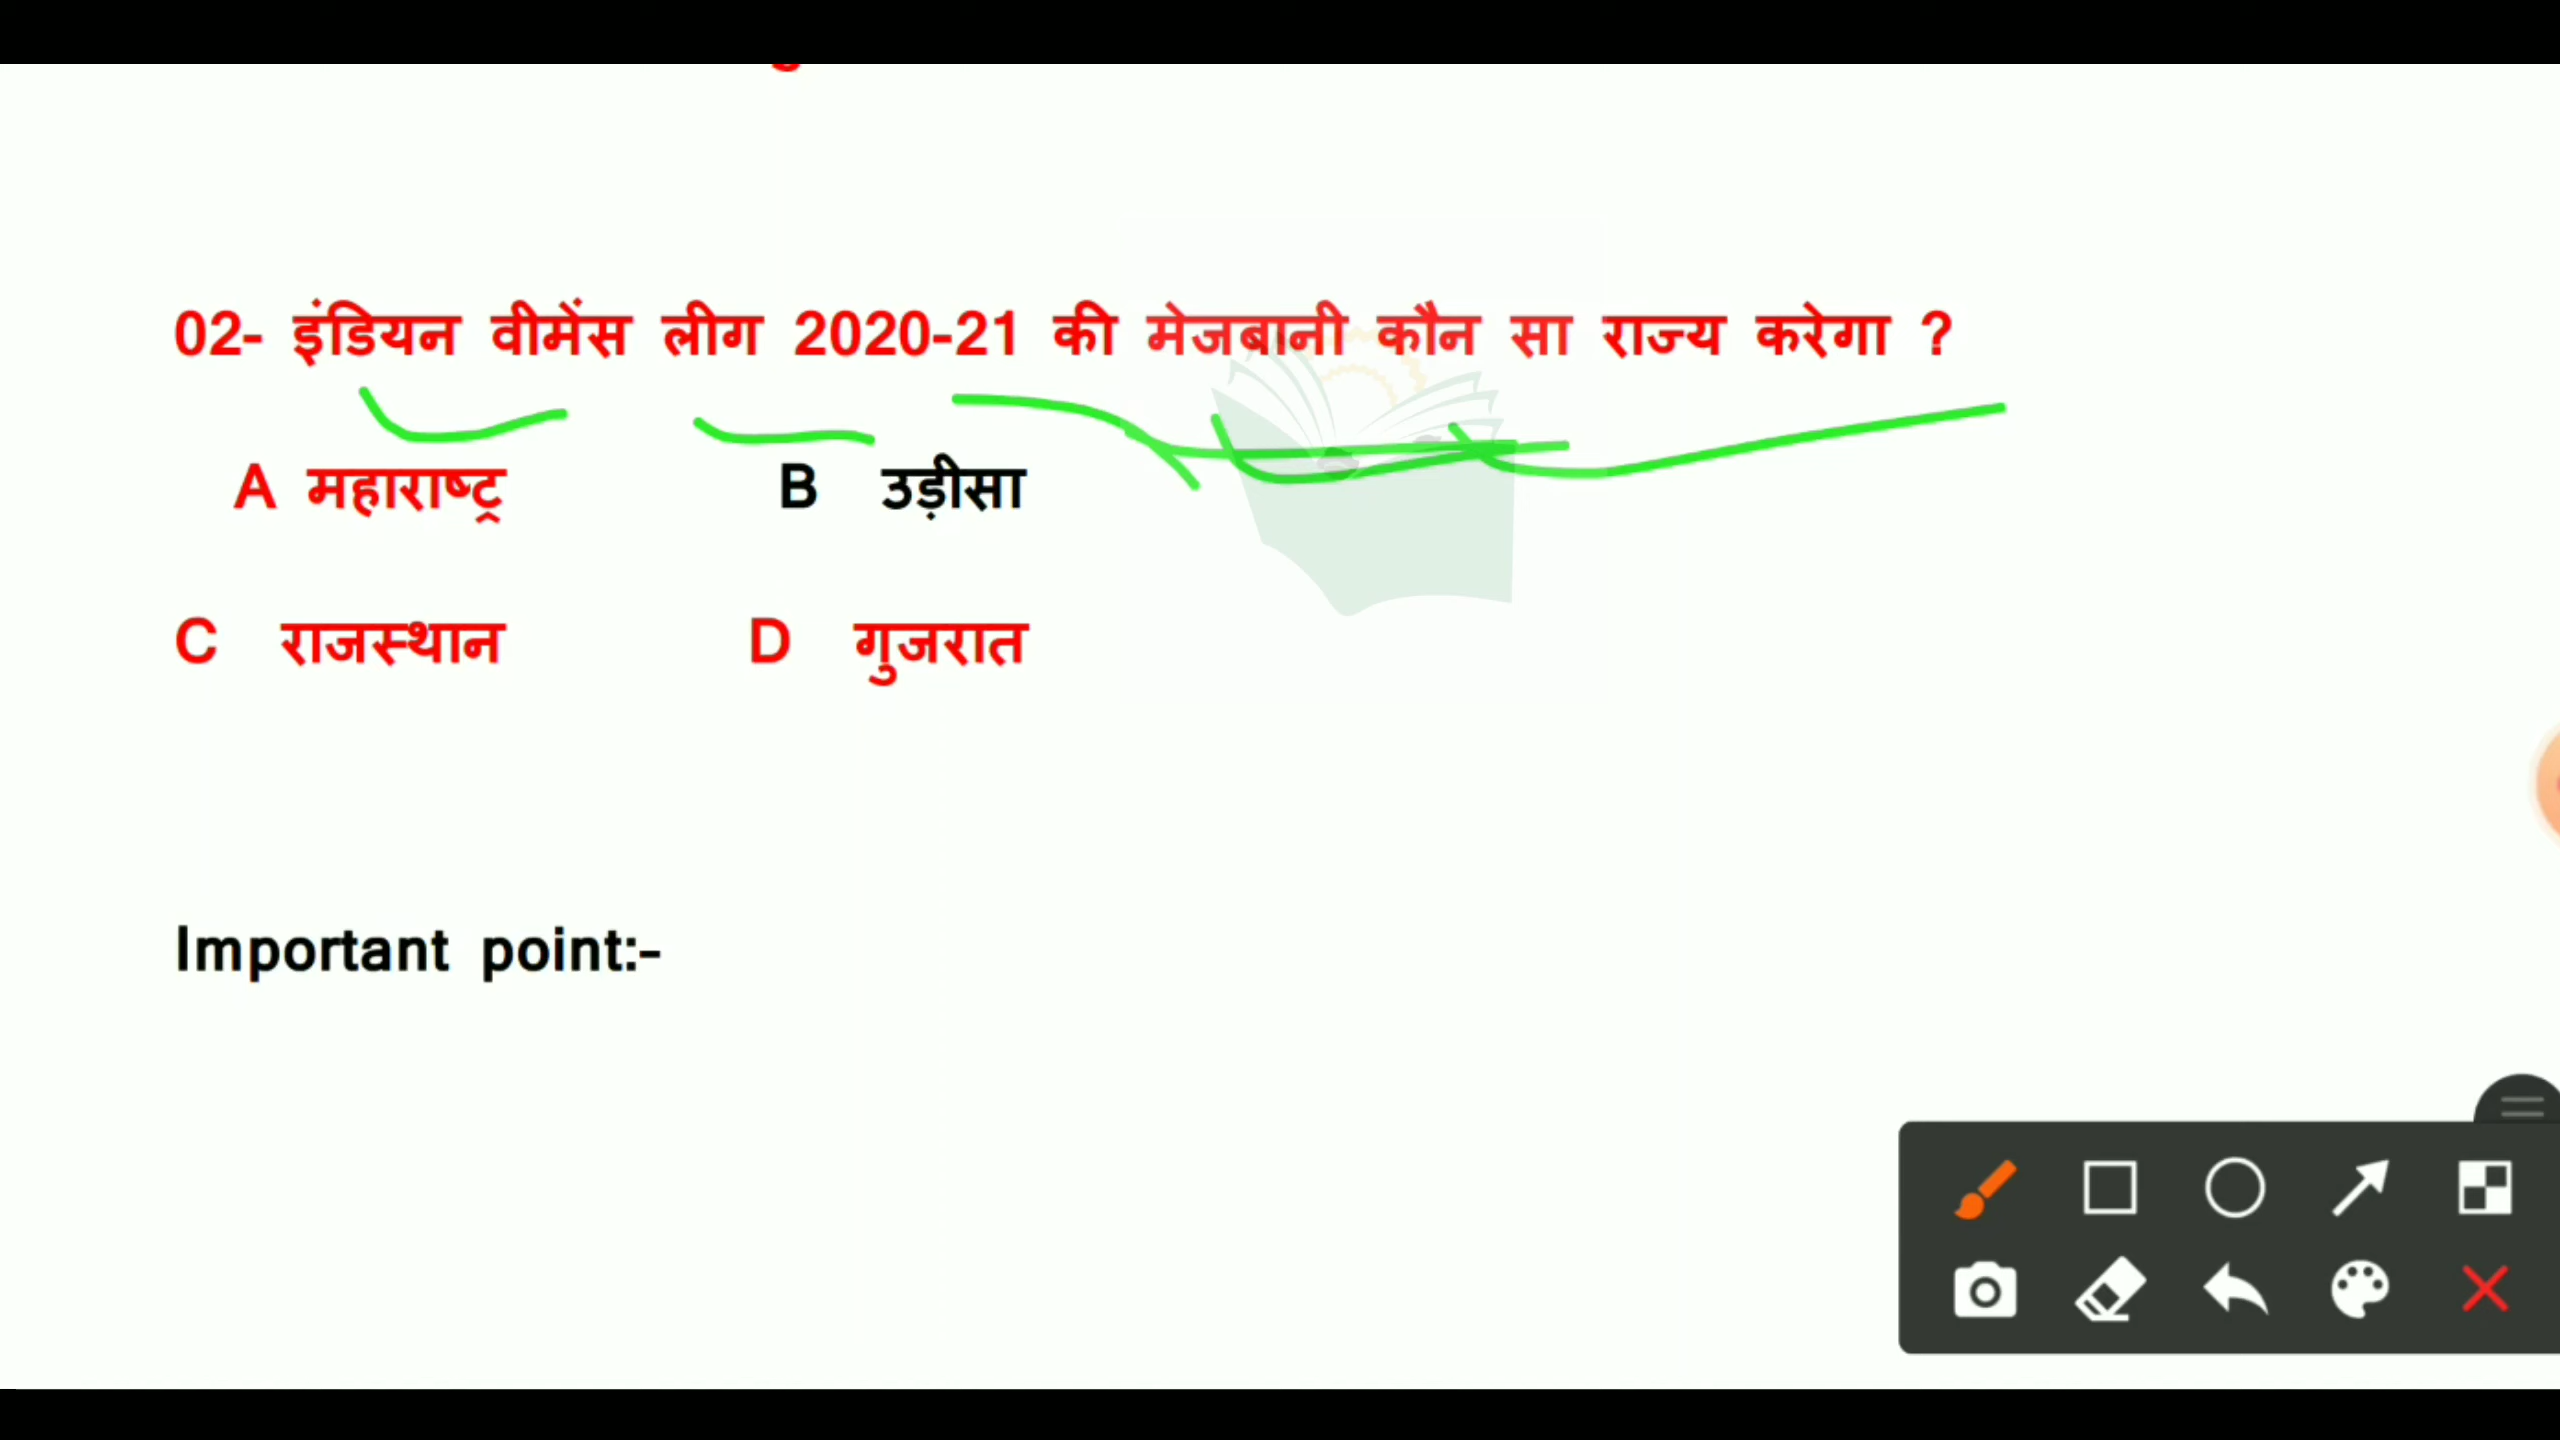 02- इंडियन वीमेंस लीग 2020-21 की मेजबानी कौन सा राज्य करेगा ?
A महाराष्ट्र B उड़ीसा
C राजस्थान D गुजरात
Important point:-